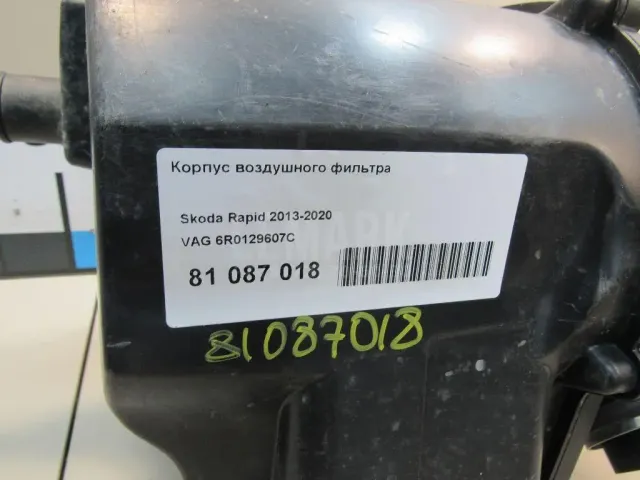 Корпус воздушного фильтра
Skoda Rapid 2013-2020
VAG 6R0129607C
81 087 018
81087018